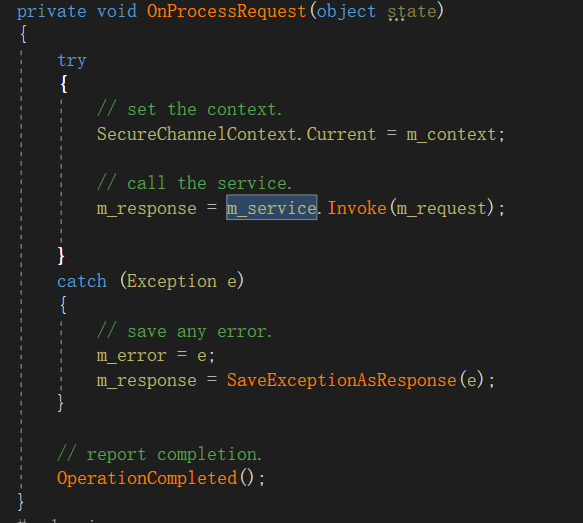 private void OnProcessRequest(object state)
{
try
{
// set the context.
SecureChannelContext.Current = m_context;
// call the service.
m_response = m_service.Invoke(m_request);
}
catch (Exception e)
{
// save any error.
m_error = e;
m_response = SaveExceptionAsResponse(e);
}
// report completion.
OperationCompleted();
}